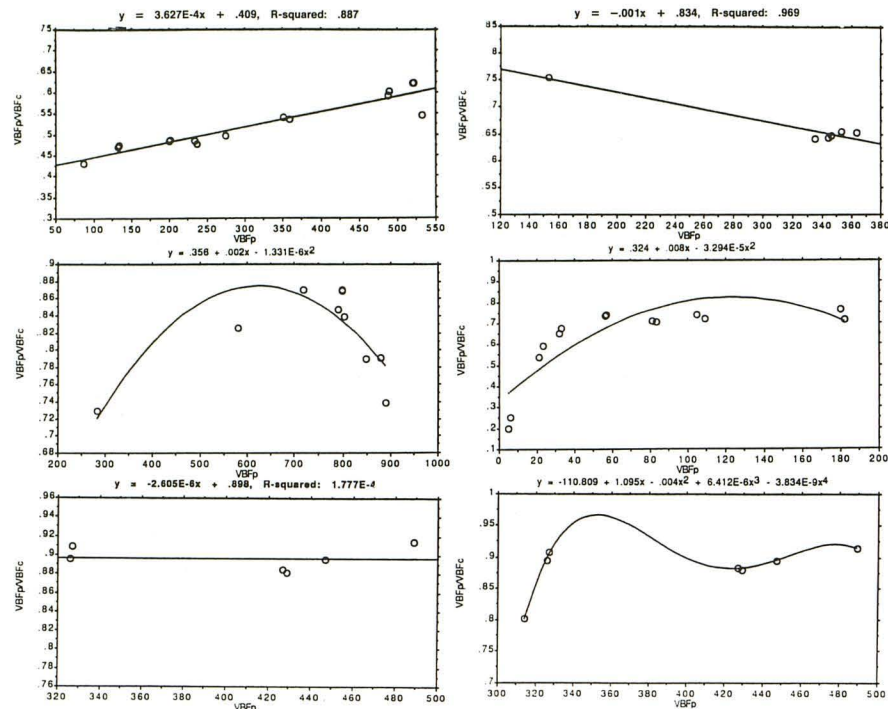 y = 3.627E-4x + .409, R-squared: .887
.75
.7
.65
.6
.55
.5
.45
.4
.35
.3
VBFp/VBFc
50 100 150 200 250 300 350 400 450 500 550
VBFp
y = -.001x + .834, R-squared: .969
.85
.8
.75
.7
.65
.6
.55
.5
VBFp/VBFc
120 140 160 180 200 220 240 260 280 300 320 340 360 380
VBFp
y = .356 + .002x - 1.331E-6x2
.9
.88
.86
.84
.82
.8
.78
.76
.74
.72
.7
.68
VBFp/VBFc
200 300 400 500 600 700 800 900 1000
VBFp
y = .324 + .008x - 3.294E-5x2
1
.9
.8
.7
.6
.5
.4
.3
.2
.1
VBFp/VBFc
0 20 40 60 80 100 120 140 160 180 200
VBFp
y = -2.605E-6x + .898, R-squared: 1.777E-4
.96
.94
.92
.9
.88
.86
.84
.82
.8
.78
.76
VBFp/VBFc
320 340 360 380 400 420 440 460 480 500
VBFp
y = -110.809 + 1.095x - .004x2 + 6.412E-6x3 - 3.834E-9x4
1
.95
.9
.85
.8
.75
.7
VBFp/VBFc
300 320 340 360 380 400 420 440 460 480 500
VBFp